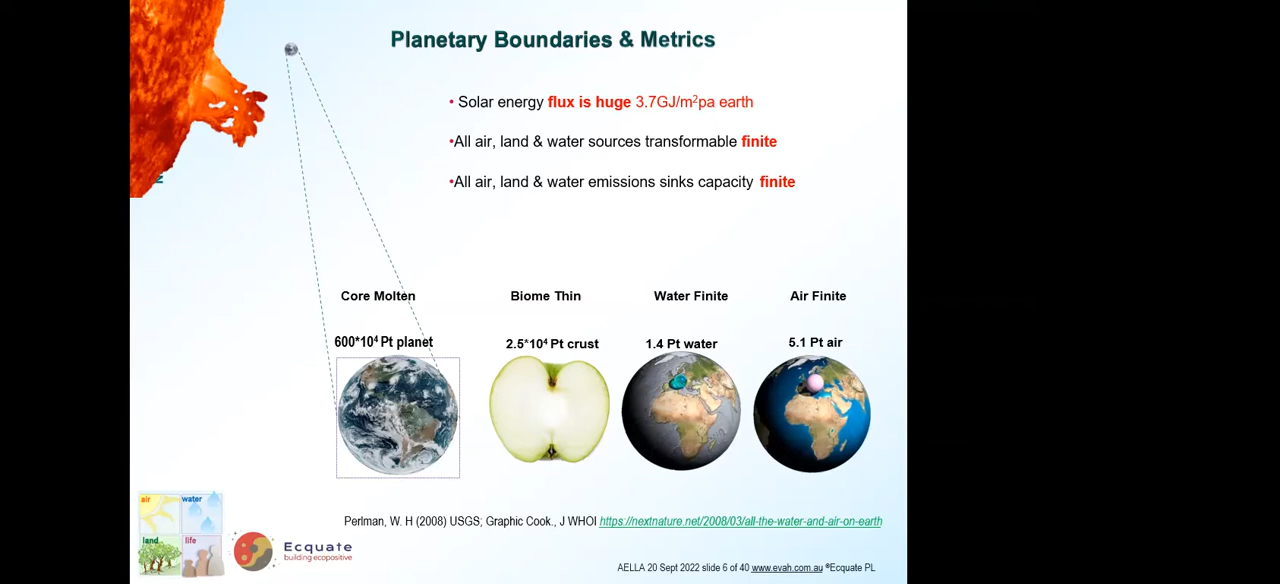 Planetary Boundaries & Metrics
• Solar energy flux is huge 3.7GJ/m²pa earth
•All air, land & water sources transformable finite
•All air, land & water emissions sinks capacity finite
Core Molten
Biome Thin
Water Finite
Air Finite
600*10⁴ Pt planet
2.5*10⁴ Pt crust
1.4 Pt water
5.1 Pt air
air
water
land
life
Ecquate
building ecopositive
Perlman, W. H (2008) USGS; Graphic Cook., J WHOI https://nextnature.net/2008/03/all-the-water-and-air-on-earth
AELLA 20 Sept 2022 slide 6 of 40 www.evah.com.au ®Ecquate PL